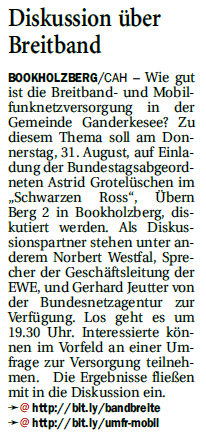 Diskussion über
Breitband
BOOKHOLZBERG/CAH – Wie gut
ist die Breitband- und Mobil-
funknetzversorgung in der
Gemeinde Ganderkesee? Zu
diesem Thema soll am Don-
nerstag, 31. August, auf Einla-
dung der Bundestagsabgeord-
neten Astrid Grotelüschen im
„Schwarzen Ross“, Übern
Berg 2 in Bookholzberg, dis-
kutiert werden. Als Diskus-
sionspartner stehen unter an-
derem Norbert Westfal, Spre-
cher der Geschäftsleitung der
EWE, und Gerhard Jeutter von
der Bundesnetzagentur zur
Verfügung. Los geht es um
19.30 Uhr. Interessierte kön-
nen im Vorfeld an einer Um-
frage zur Versorgung teilneh-
men. Die Ergebnisse fließen
mit in die Diskussion ein.
➛@ http://bit.ly/bandbreite
➛@ http://bit.ly/umfr-mobil